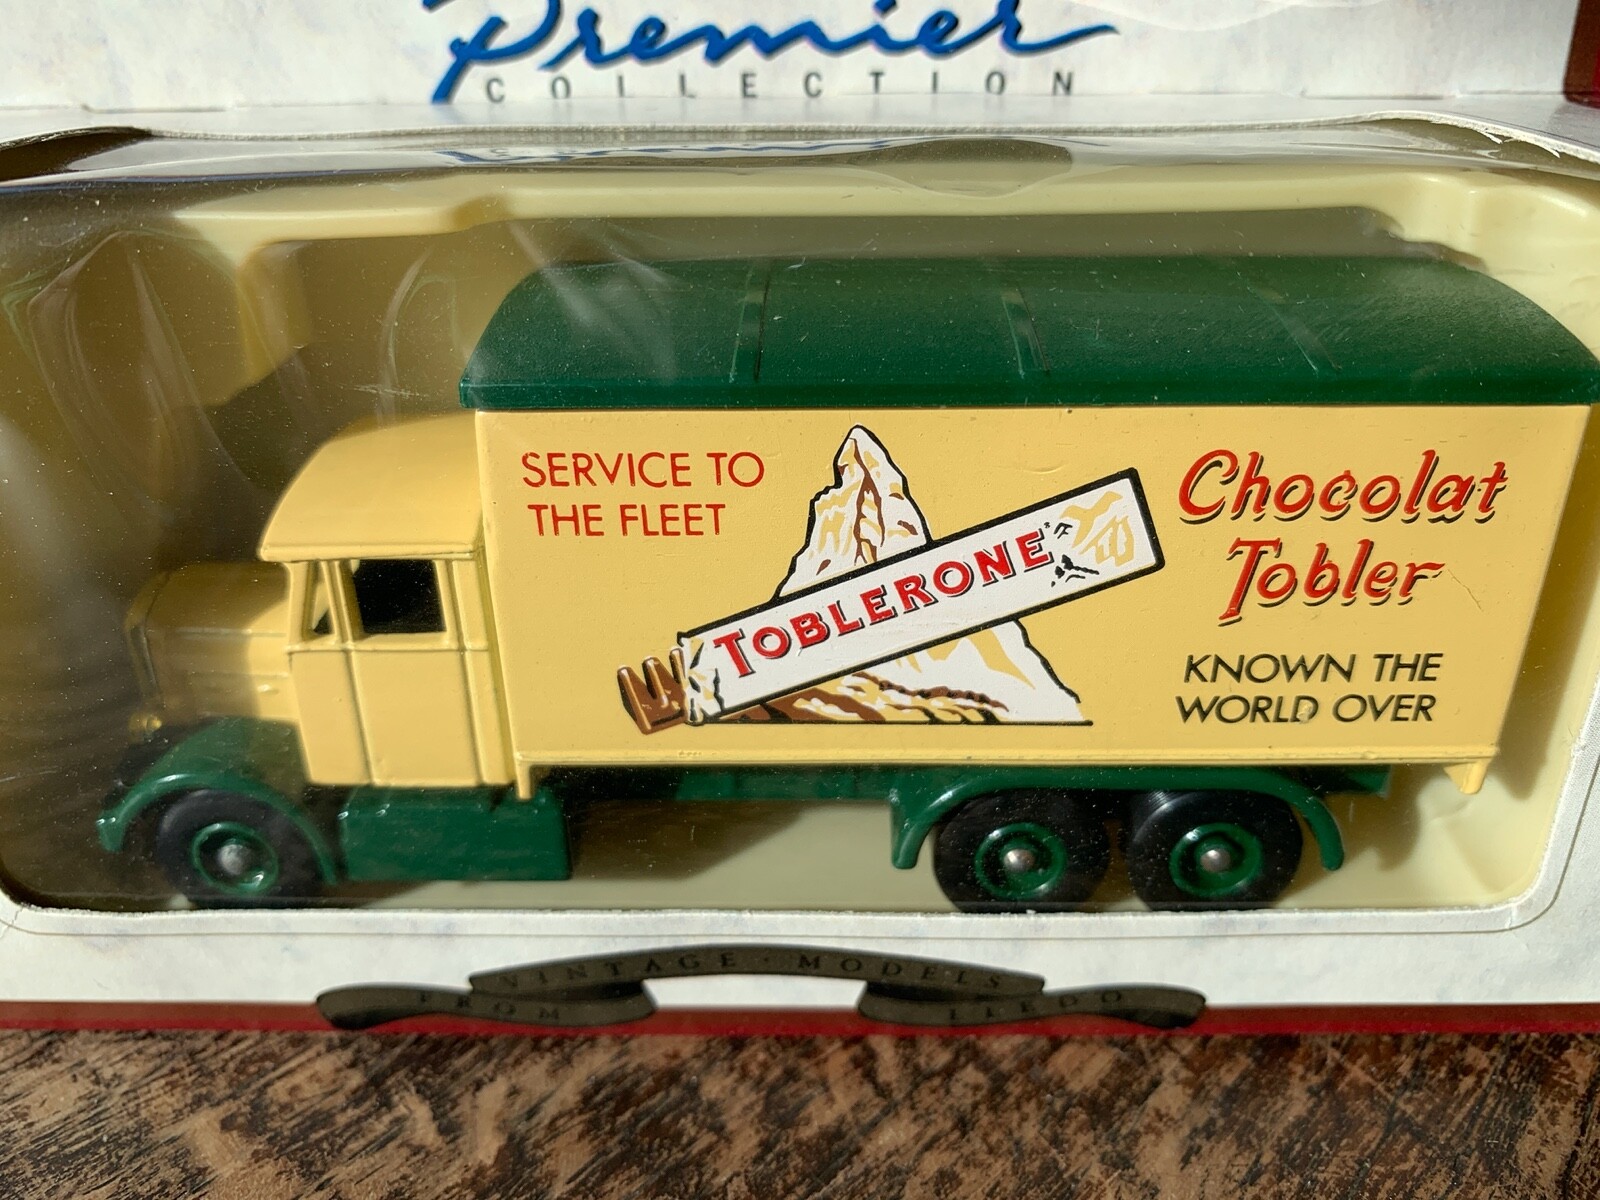 Premier
COLLECTION
SERVICE TO
THE FLEET
TOBLERONE
Chocolat
Tobler
KNOWN THE
WORLD OVER
VINTAGE · MODELS
FROM LLEDO